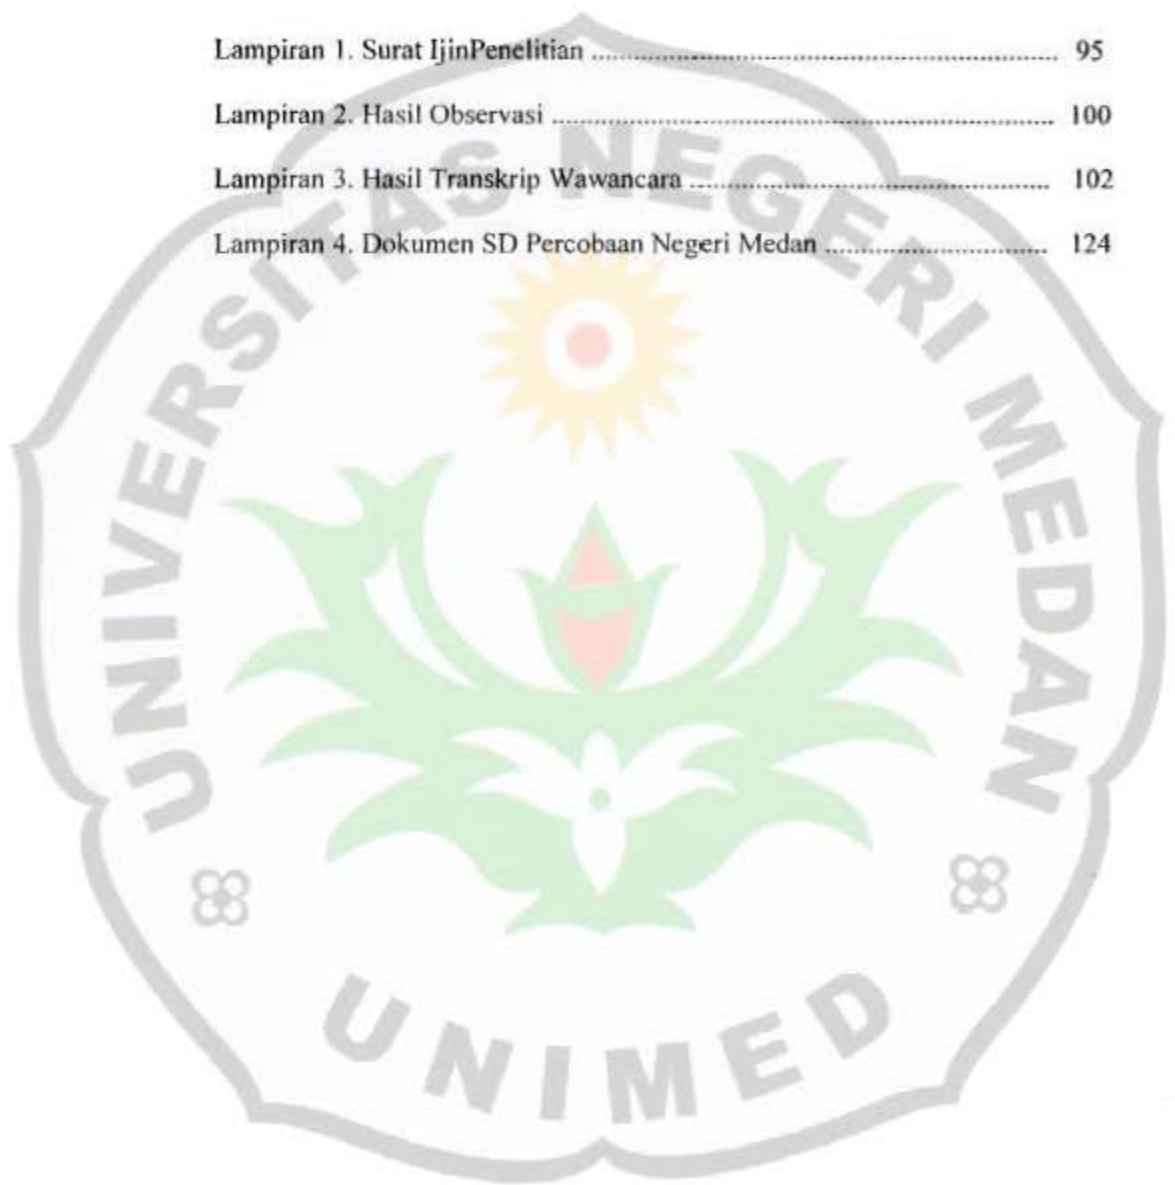 Lampiran 1. Surat IjinPenelitian ........................................................ 95
Lampiran 2. Hasil Observasi ............................................................ 100
Lampiran 3. Hasil Transkrip Wawancara ........................................... 102
Lampiran 4. Dokumen SD Percobaan Negeri Medan ........................... 124
UNIVERSITAS NEGERI MEDAN
UNIMED